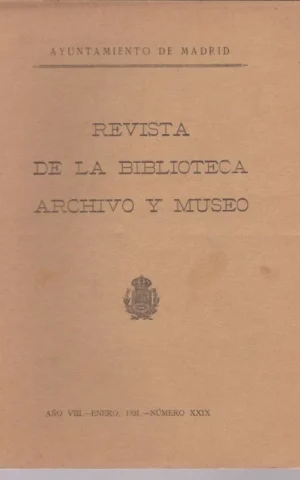 AYUNTAMIENTO DE MADRID
REVISTA
DE LA BIBLIOTECA
ARCHIVO Y MUSEO
AÑO VIII.—ENERO, 1931.—NÚMERO XXIX